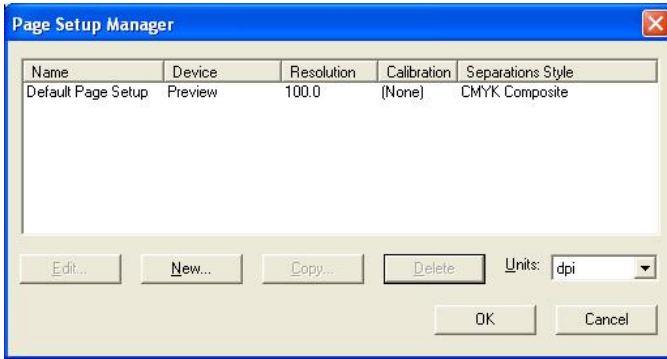 Page Setup Manager
Name Device Resolution Calibration Separations Style
Default Page Setup Preview 100.0 (None) CMYK Composite
Edit... New... Copy... Delete Units: dpi
OK Cancel